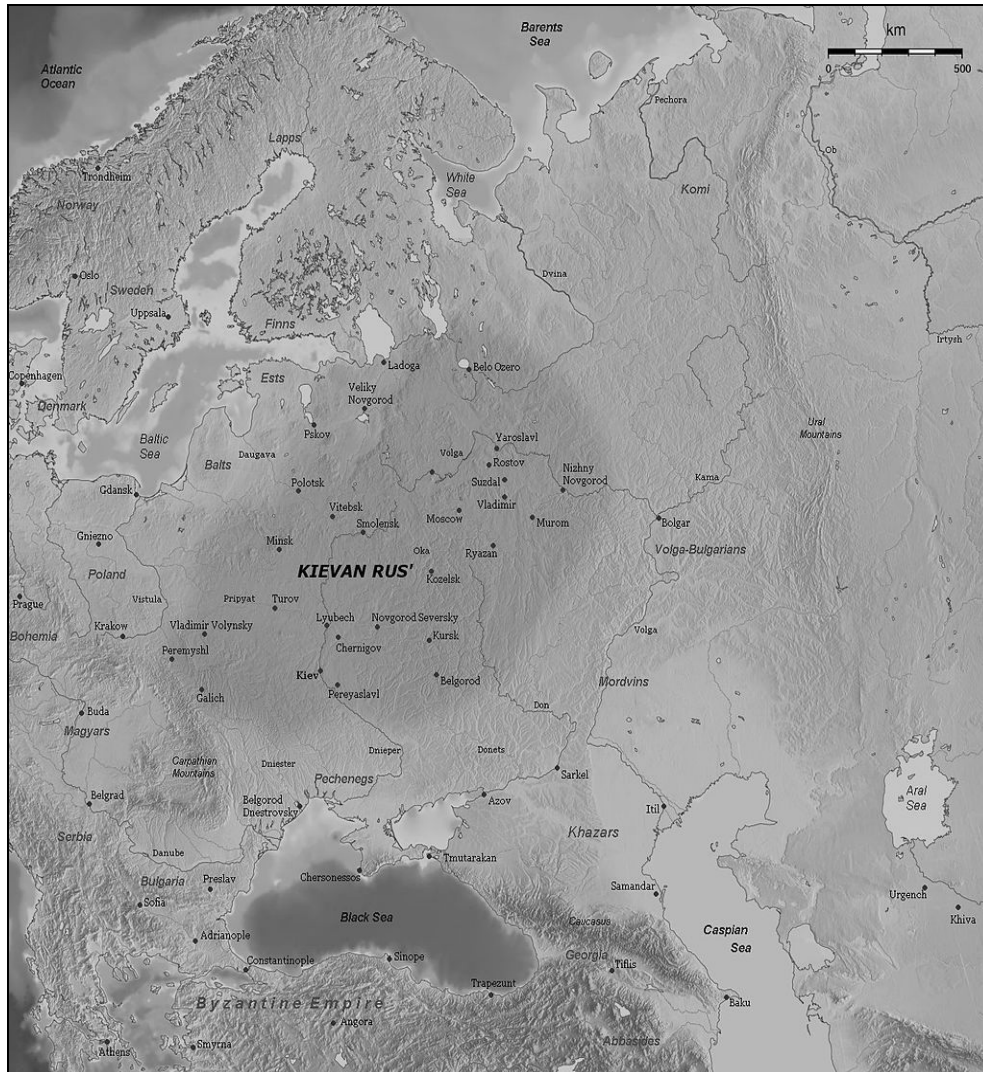 Barents
Sea
km
0
500
Atlantic
Ocean
Pechora
Lapps
Ob
Trondheim
White
Sea
Komi
Norway
Oslo
Dvina
Sweden
Uppsala
Finns
Irtysh
Ladoga
Belo Ozero
Copenhagen
Ests
Veliky
Novgorod
Denmark
Pskov
Ural
Mountains
Baltic
Sea
Daugava
Yaroslavl
Volga
Balts
Rostov
Nizhny
Novgorod
Suzdal
Kama
Polotsk
Gdansk
Vladimir
Vitebsk
Moscow
Murom
Bolgar
Smolensk
Gniezno
Minsk
Oka
Ryazan
Volga-Bulgarians
KIEVAN RUS'
Poland
Kozelsk
Prague
Vistula
Pripyat
Turov
Lyubech
Novgorod Seversky
Vladimir Volynsky
Volga
Bohemia
Krakow
Chernigov
Kursk
Peremyshl
Kiev
Belgorod
Mordvins
Galich
Pereyaslavl
Don
Buda
Magyars
Dnieper
Donets
Carpathian
Mountains
Dniester
Sarkel
Pechenegs
Belgrad
Belgorod
Dnestrovsky
Azov
Itil
Aral
Sea
Serbia
Khazars
Danube
Tmutarakan
Chersonessos
Bulgaria
Preslav
Samandar
Urgench
Sofia
Khiva
Black Sea
Caucasus
Caspian
Sea
Adrianople
Georgia
Constantinople
Sinope
Tiflis
Trapezunt
Byzantine Empire
Baku
Angora
Athens
Smyrna
Abbasides